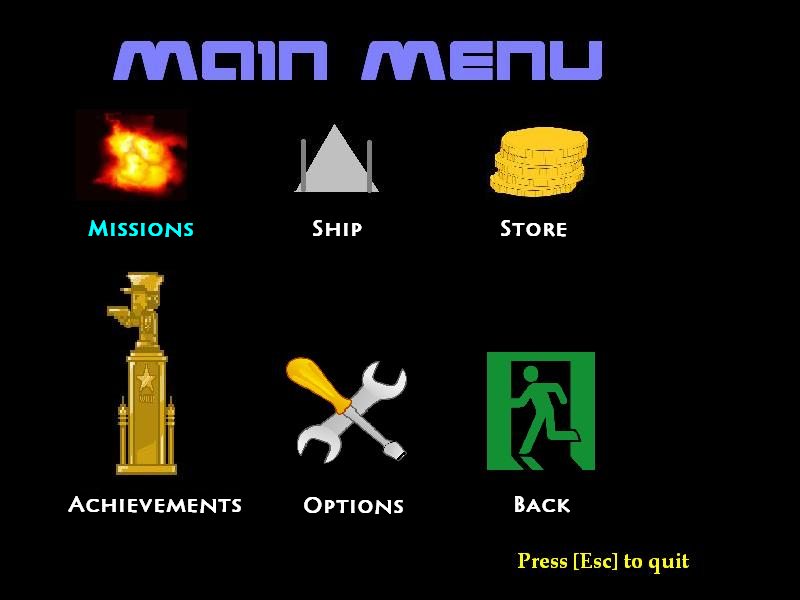 Main Menu
Missions
Ship
Store
Achievements
Options
Back
Press [Esc] to quit